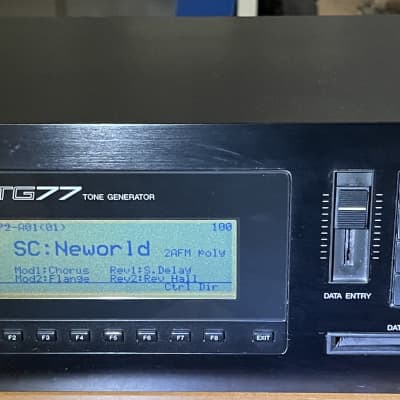 TG77 TONE GENERATOR
P2-A01(01) 100
SC:Neworld 2AFM poly
Mod1:Chorus Rev1:S.Delay
Mod2:Flange Rev2:Rev Hall
Ctrl Dir
DATA ENTRY
F2 F3 F4 F5 F6 F7 F8 EXIT
DAT